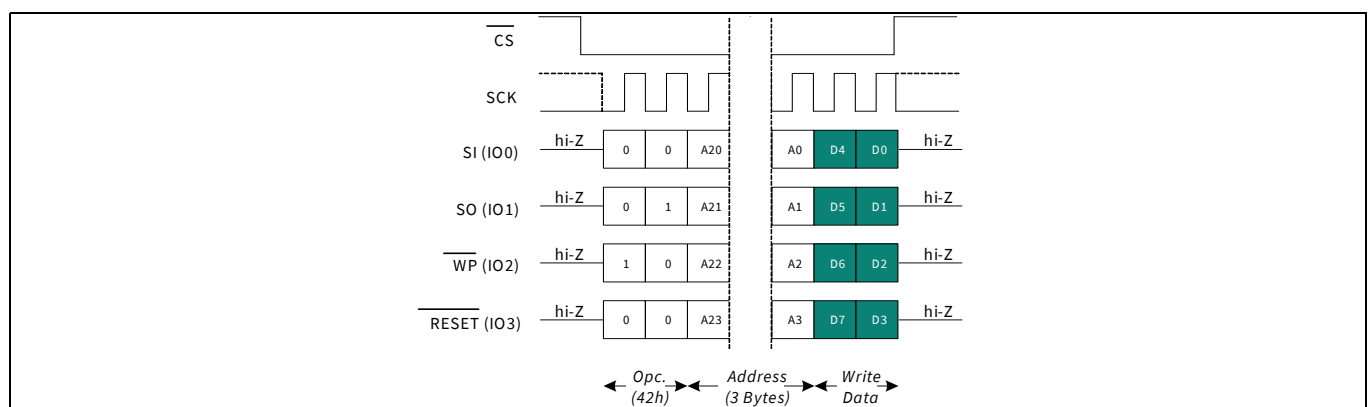 CS
SCK
SI (IO0) hi-Z 0 0 A20 A0 D4 D0 hi-Z
SO (IO1) hi-Z 0 1 A21 A1 D5 D1 hi-Z
WP (IO2) hi-Z 1 0 A22 A2 D6 D2 hi-Z
RESET (IO3) hi-Z 0 0 A23 A3 D7 D3 hi-Z
Opc. Address Write
(42h) (3 Bytes) Data